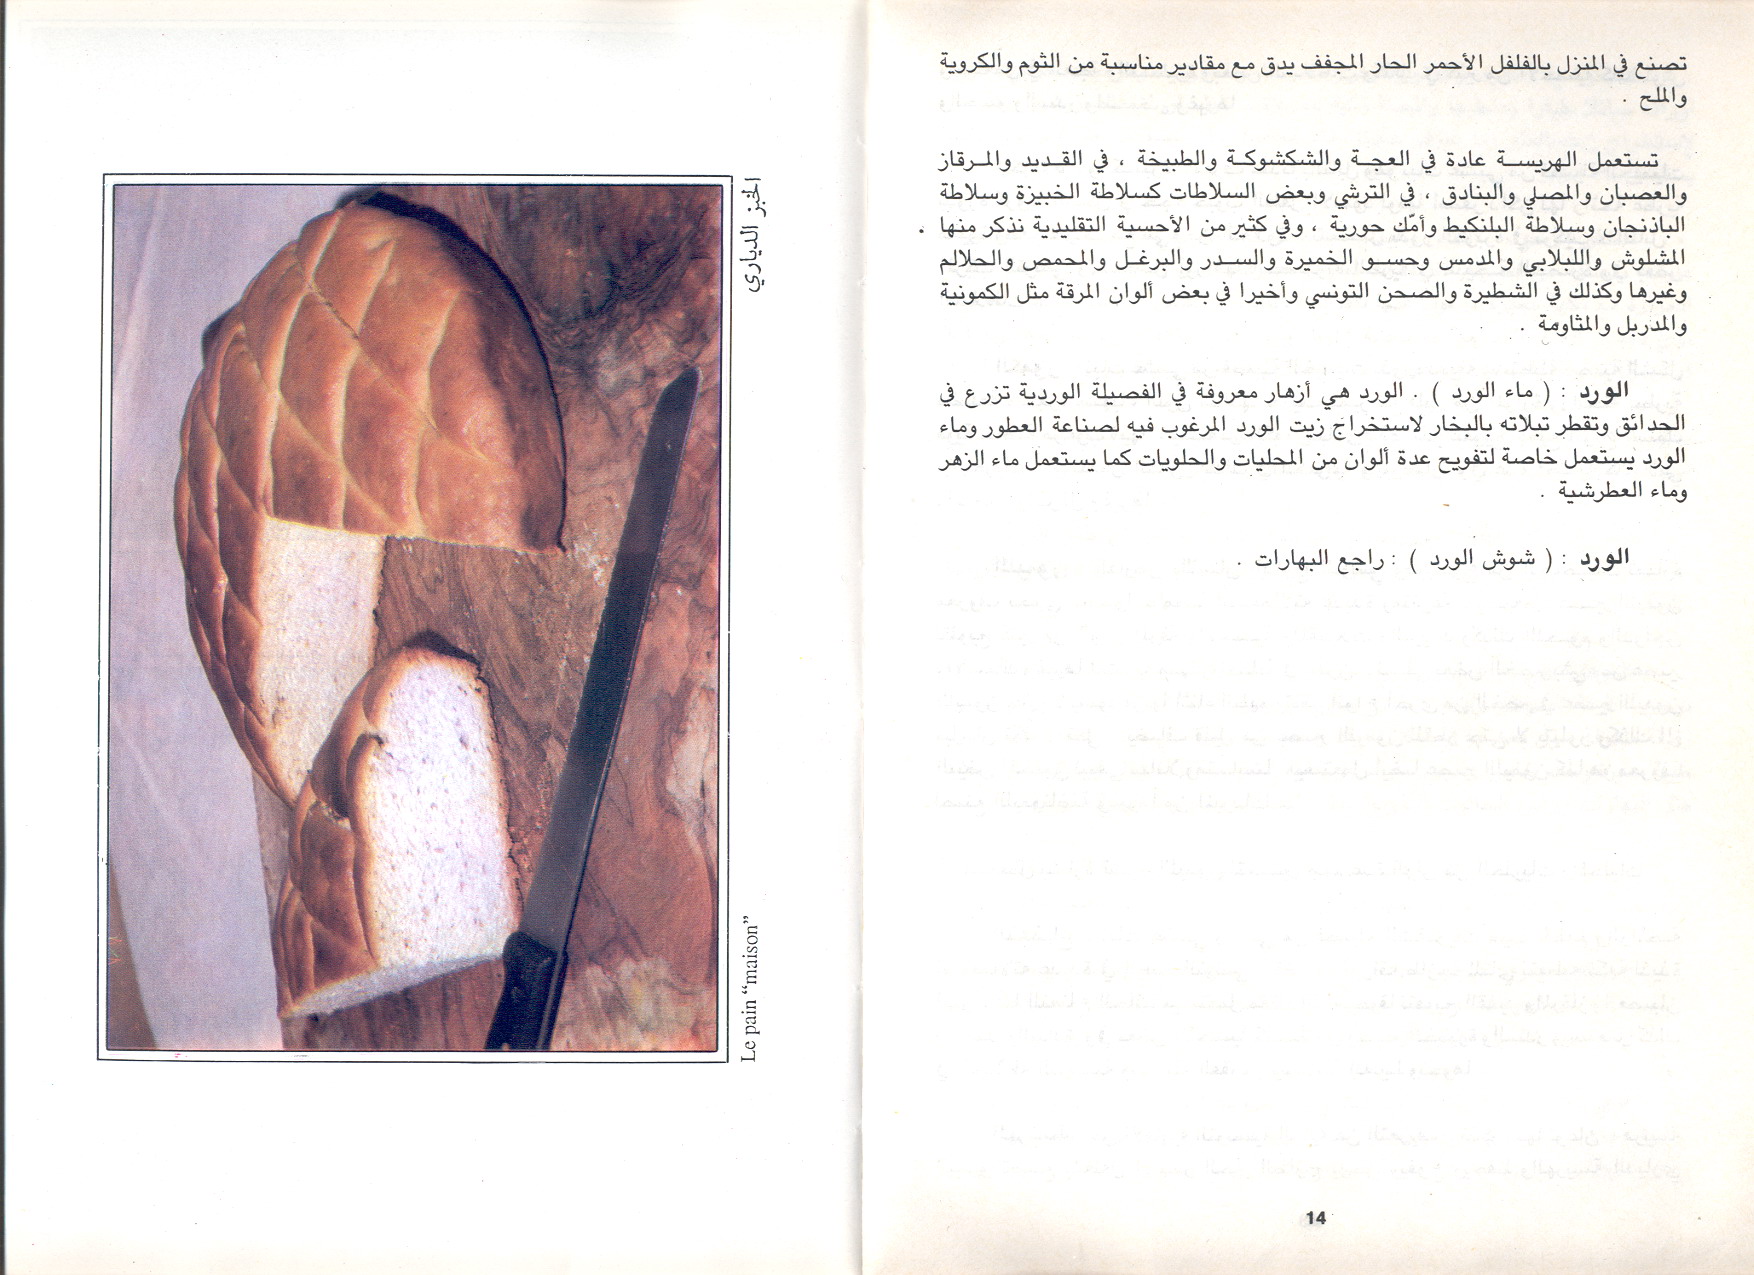 تصنع في المنزل بالفلفل الأحمر الحار المجفف يدق مع مقادير مناسبة من الثوم والكروية
والملح .
تستعمل الهريسة عادة في العجة والشكشوكة والطبيخة ، في القديد والمرقاز
والعصبان والمصلي والبنادق ، في الترشي وبعض السلاطات كسلاطة الخبيزة وسلاطة
الباذنجان وسلاطة البلنكيط وأمّك حورية ، وفي كثير من الأحسية التقليدية نذكر منها .
المشلوش واللبلابي والمدمس وحسو الخميرة والسدر والبرغل والمحمص والحلالم
وغيرها وكذلك في الشطيرة والصحن التونسي وأخيرا في بعض ألوان المرقة مثل الكمونية
والمدربل والمثاومة .
الورد : ( ماء الورد ) . الورد هي أزهار معروفة في الفصيلة الوردية تزرع في
الحدائق وتقطر تبلاته بالبخار لاستخراج زيت الورد المرغوب فيه لصناعة العطور وماء
الورد يستعمل خاصة لتفويح عدة ألوان من المحليات والحلويات كما يستعمل ماء الزهر
وماء العطرشية .
الورد : ( شوش الورد ) : راجع البهارات .
14
الخبز الدياري
Le pain “maison”